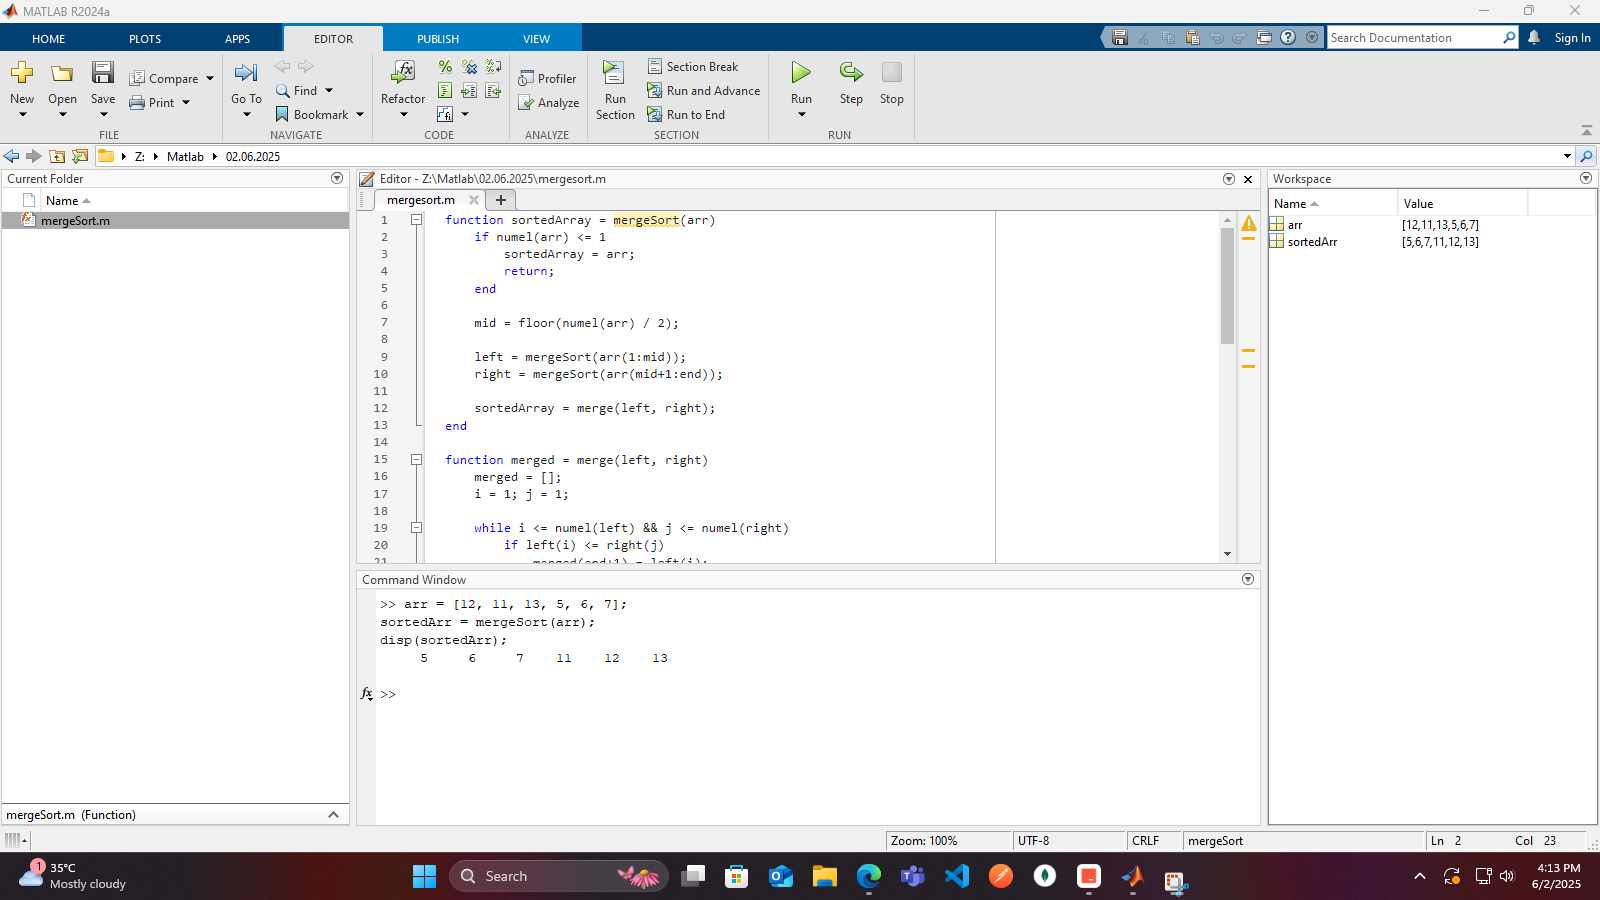 MATLAB R2024a
HOME PLOTS APPS EDITOR PUBLISH VIEW
Search Documentation
Sign In
New Open Save
Compare
Print
FILE
Go To
Find
Bookmark
NAVIGATE
Refactor
CODE
Profiler
Analyze
ANALYZE
Run Section
Section Break
Run and Advance
Run to End
SECTION
Run Step Stop
RUN
Z: Matlab 02.06.2025
Current Folder
Name
mergeSort.m
mergeSort.m (Function)
Editor - Z:\Matlab\02.06.2025\mergesort.m
mergesort.m
1 function sortedArray = mergeSort(arr)
2 if numel(arr) <= 1
3 sortedArray = arr;
4 return;
5 end
6
7 mid = floor(numel(arr) / 2);
8
9 left = mergeSort(arr(1:mid));
10 right = mergeSort(arr(mid+1:end));
11
12 sortedArray = merge(left, right);
13 end
14
15 function merged = merge(left, right)
16 merged = [];
17 i = 1; j = 1;
18
19 while i <= numel(left) && j <= numel(right)
20 if left(i) <= right(j)
21 merged(end+1) = left(i);
Command Window
>> arr = [12, 11, 13, 5, 6, 7];
sortedArr = mergeSort(arr);
disp(sortedArr);
5 6 7 11 12 13
fx >>
Workspace
Name Value
arr [12,11,13,5,6,7]
sortedArr [5,6,7,11,12,13]
Zoom: 100% UTF-8 CRLF mergeSort Ln 2 Col 23
1
35°C
Mostly cloudy
Search
4:13 PM
6/2/2025